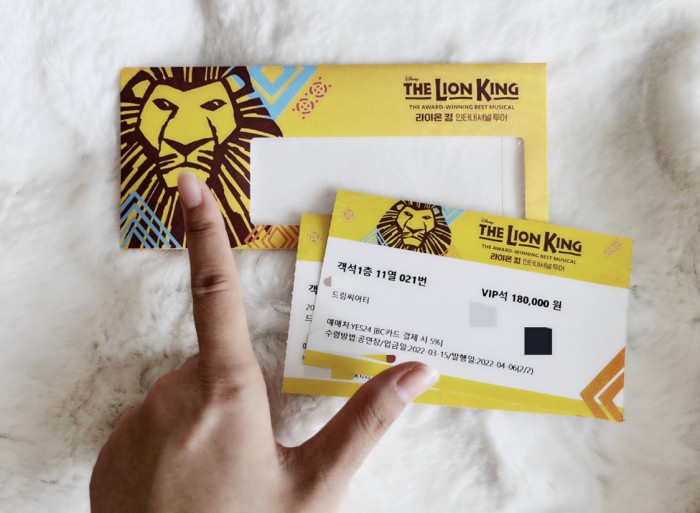 Disney
THE LION KING
THE AWARD-WINNING BEST MUSICAL
라이온 킹 인터내셔널 투어
Disney
THE LION KING
THE AWARD-WINNING BEST MUSICAL
라이온 킹 인터내셔널 투어
객석1층 11열 021번
VIP석 180,000 원
드림씨어터
예매처:YES24 [BC카드 결제 시 5%]
수령방법:공연장/입금일:2022-03-15/발행일:2022-04-06(2/2)
객
20
드